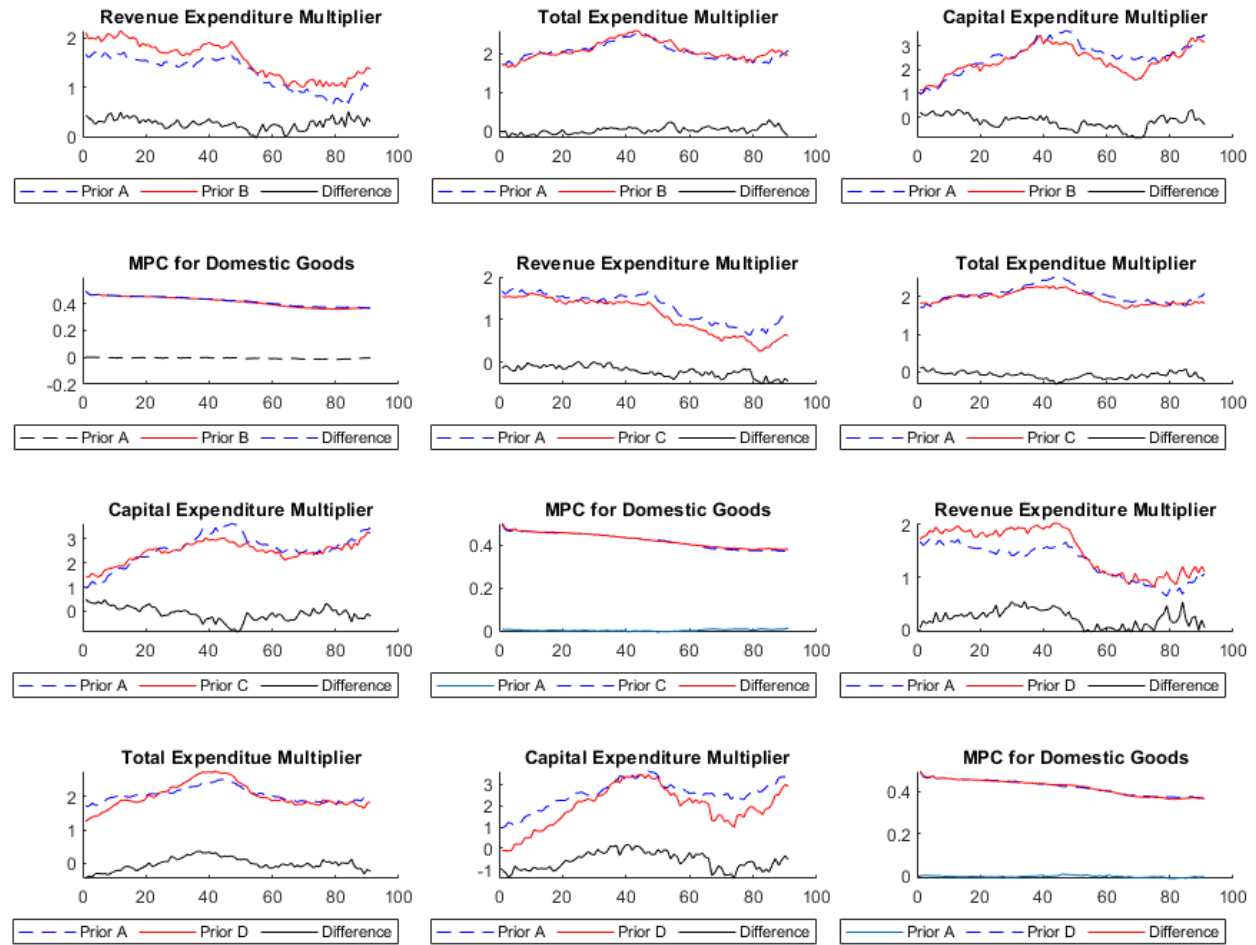 Revenue Expenditure Multiplier
2
1
0
0 20 40 60 80 100
Prior A Prior B Difference
Total Expenditue Multiplier
2
1
0
0 20 40 60 80 100
Prior A Prior B Difference
Capital Expenditure Multiplier
3
2
1
0
0 20 40 60 80 100
Prior A Prior B Difference
MPC for Domestic Goods
0.4
0.2
0
-0.2
0 20 40 60 80 100
Prior A Prior B Difference
Revenue Expenditure Multiplier
2
1
0
0 20 40 60 80 100
Prior A Prior C Difference
Total Expenditue Multiplier
2
1
0
0 20 40 60 80 100
Prior A Prior C Difference
Capital Expenditure Multiplier
3
2
1
0
0 20 40 60 80 100
Prior A Prior C Difference
MPC for Domestic Goods
0.4
0.2
0
0 20 40 60 80 100
Prior A Prior C Difference
Revenue Expenditure Multiplier
2
1
0
0 20 40 60 80 100
Prior A Prior D Difference
Total Expenditue Multiplier
2
1
0
0 20 40 60 80 100
Prior A Prior D Difference
Capital Expenditure Multiplier
3
2
1
0
-1
0 20 40 60 80 100
Prior A Prior D Difference
MPC for Domestic Goods
0.4
0.2
0
0 20 40 60 80 100
Prior A Prior D Difference